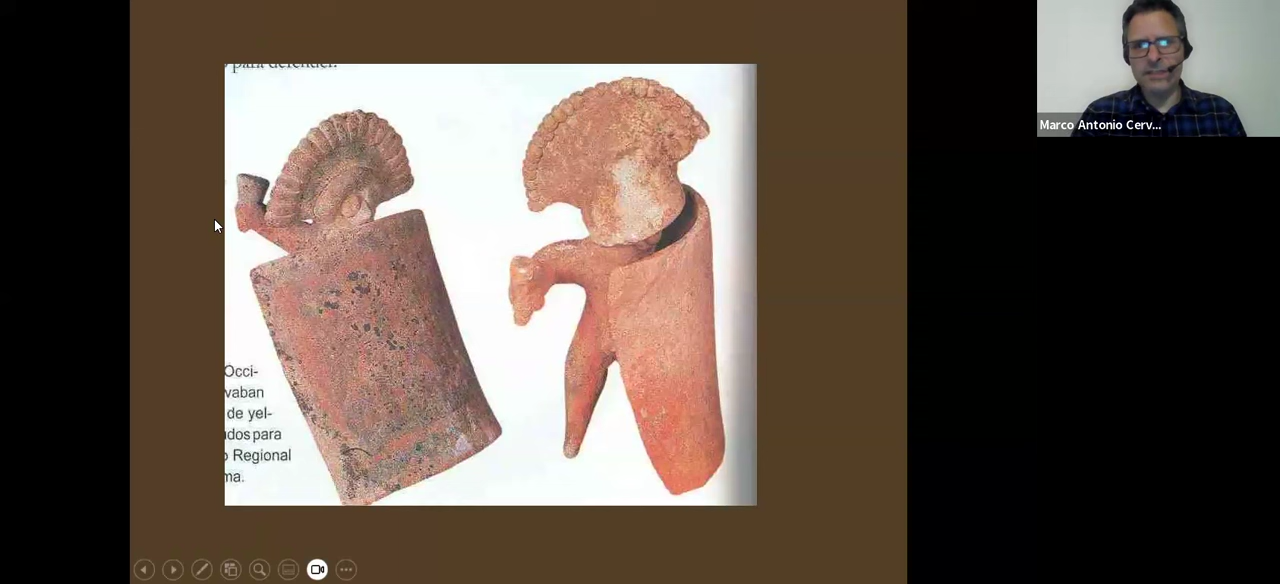 para defender.
Occi-
vaban
de yel-
dos para
Regional
ma.
Marco Antonio Cerv...